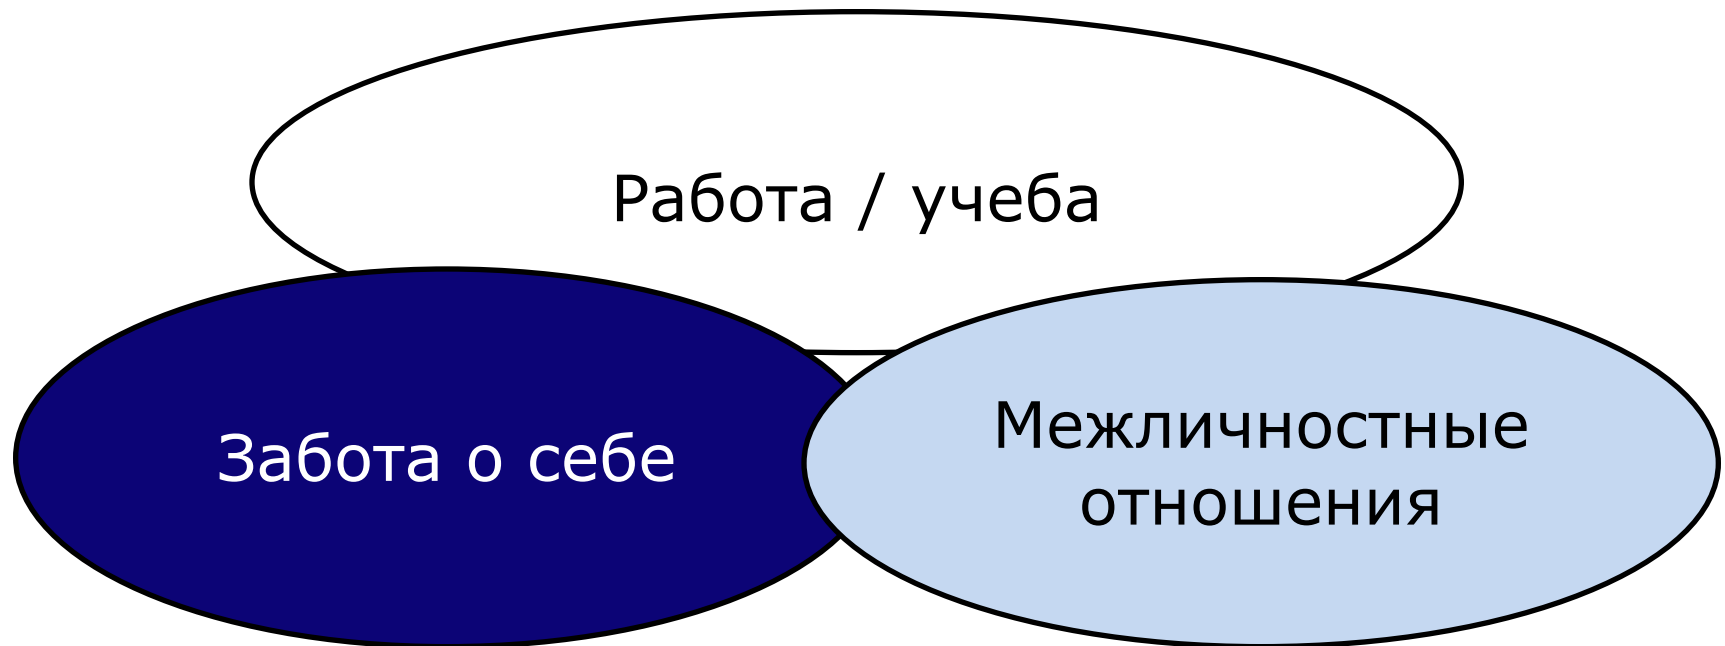 Работа / учеба
Забота о себе
Межличностные
отношения